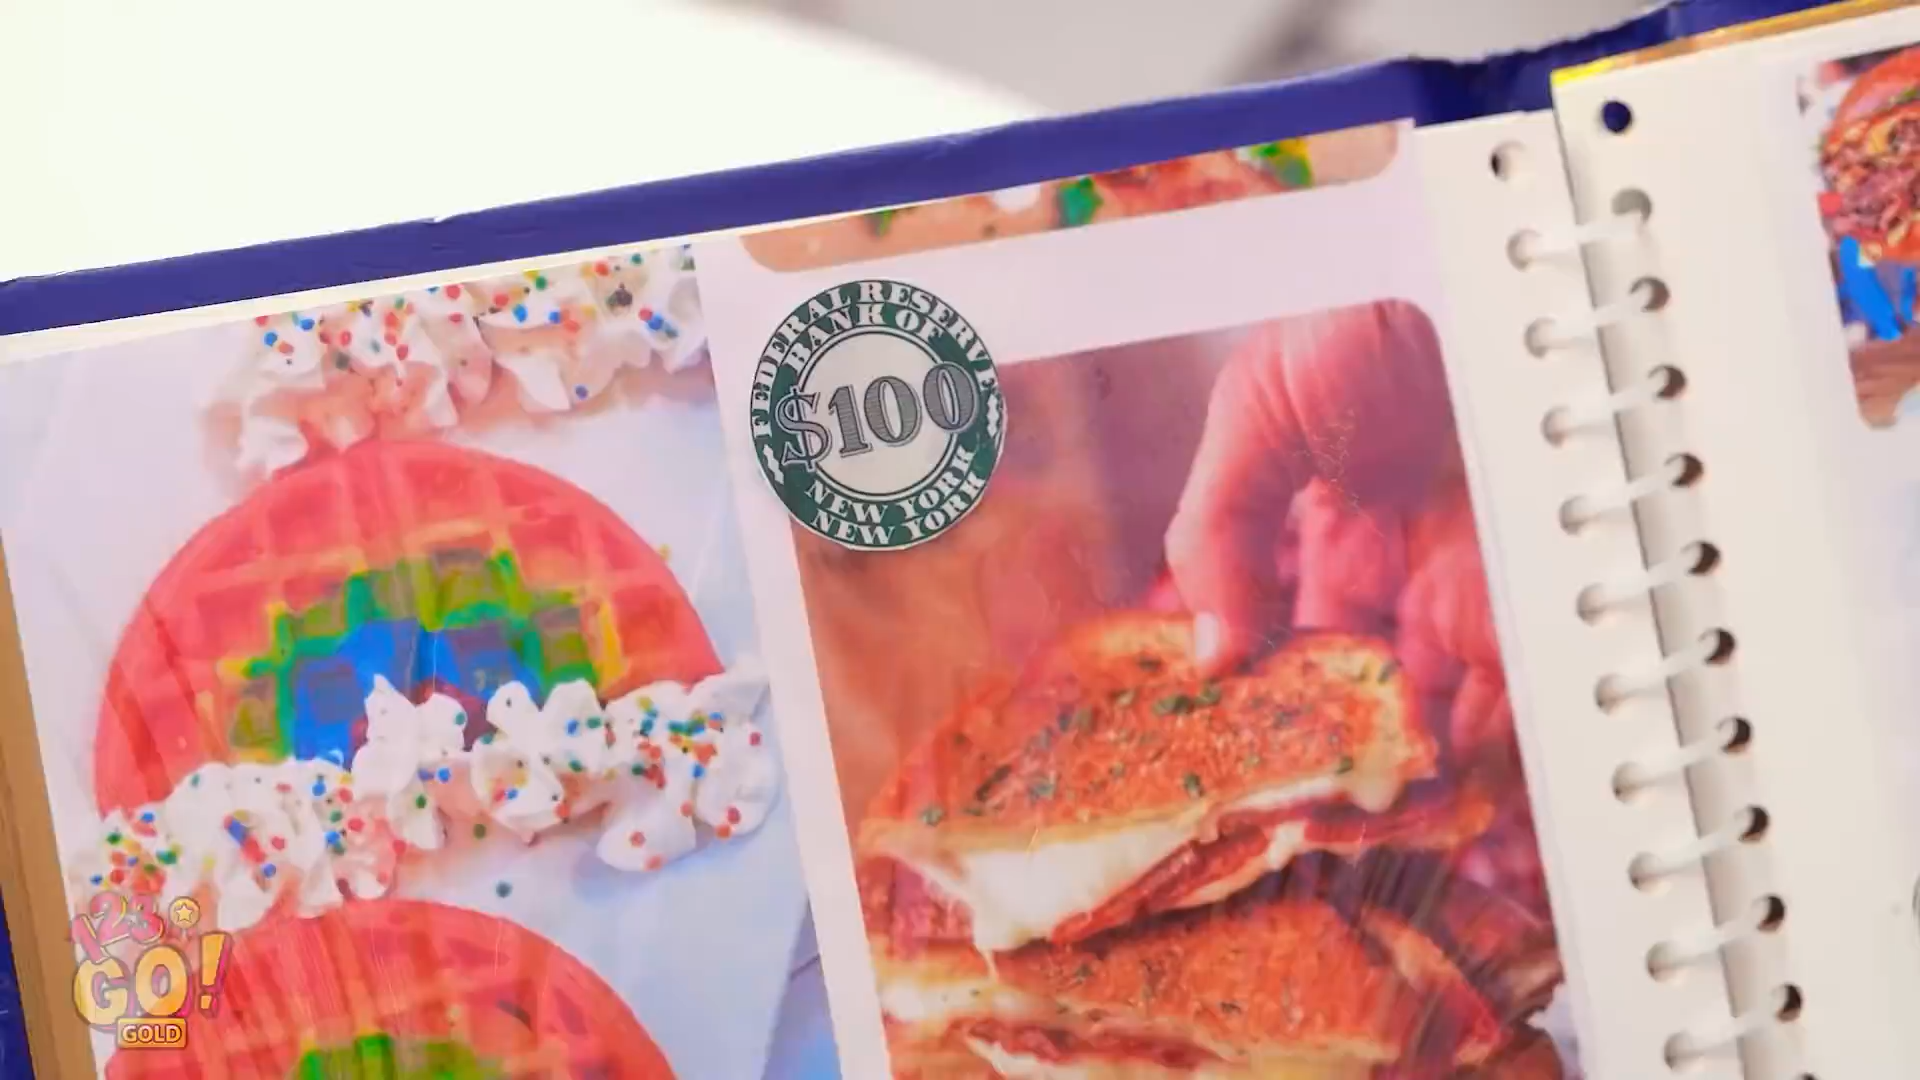 FEDERAL RESERVE
BANK OF
$100
NEW YORK
NEW YORK
123
GO!
GOLD